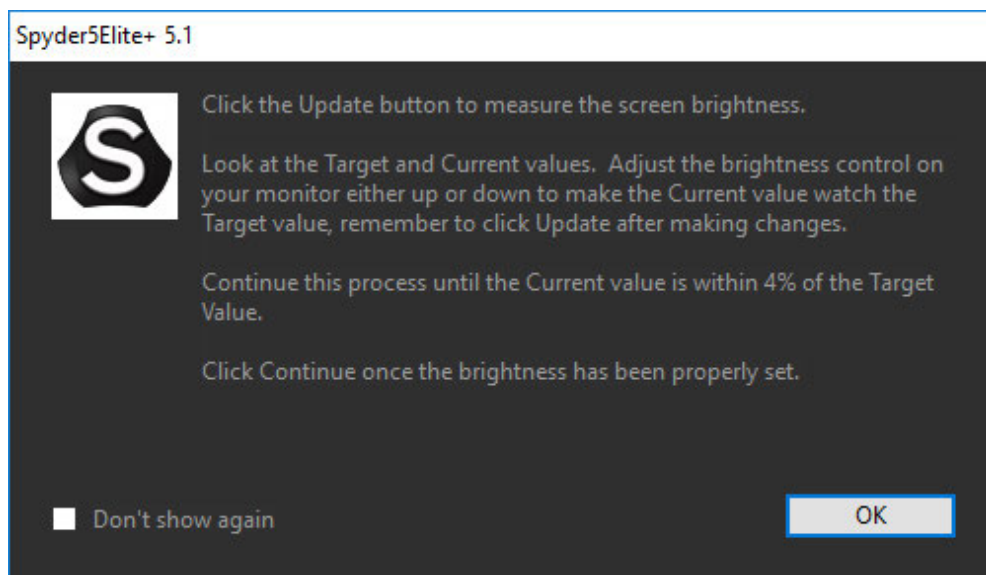 Spyder5Elite+ 5.1
Click the Update button to measure the screen brightness.
Look at the Target and Current values.  Adjust the brightness control on
your monitor either up or down to make the Current value watch the
Target value, remember to click Update after making changes.
Continue this process until the Current value is within 4% of the Target
Value.
Click Continue once the brightness has been properly set.
Don't show again
OK